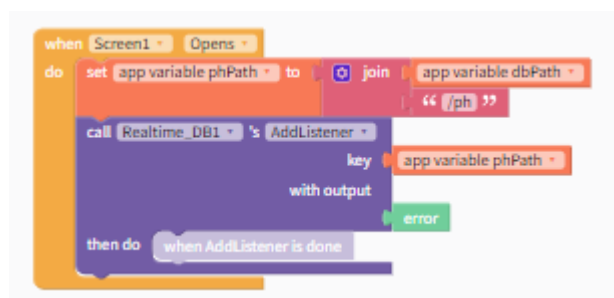 when Screen1 Opens
do set app variable phPath to join app variable dbPath
“ /ph ”
call Realtime_DB1 's AddListener
key app variable phPath
with output
error
then do when AddListener is done